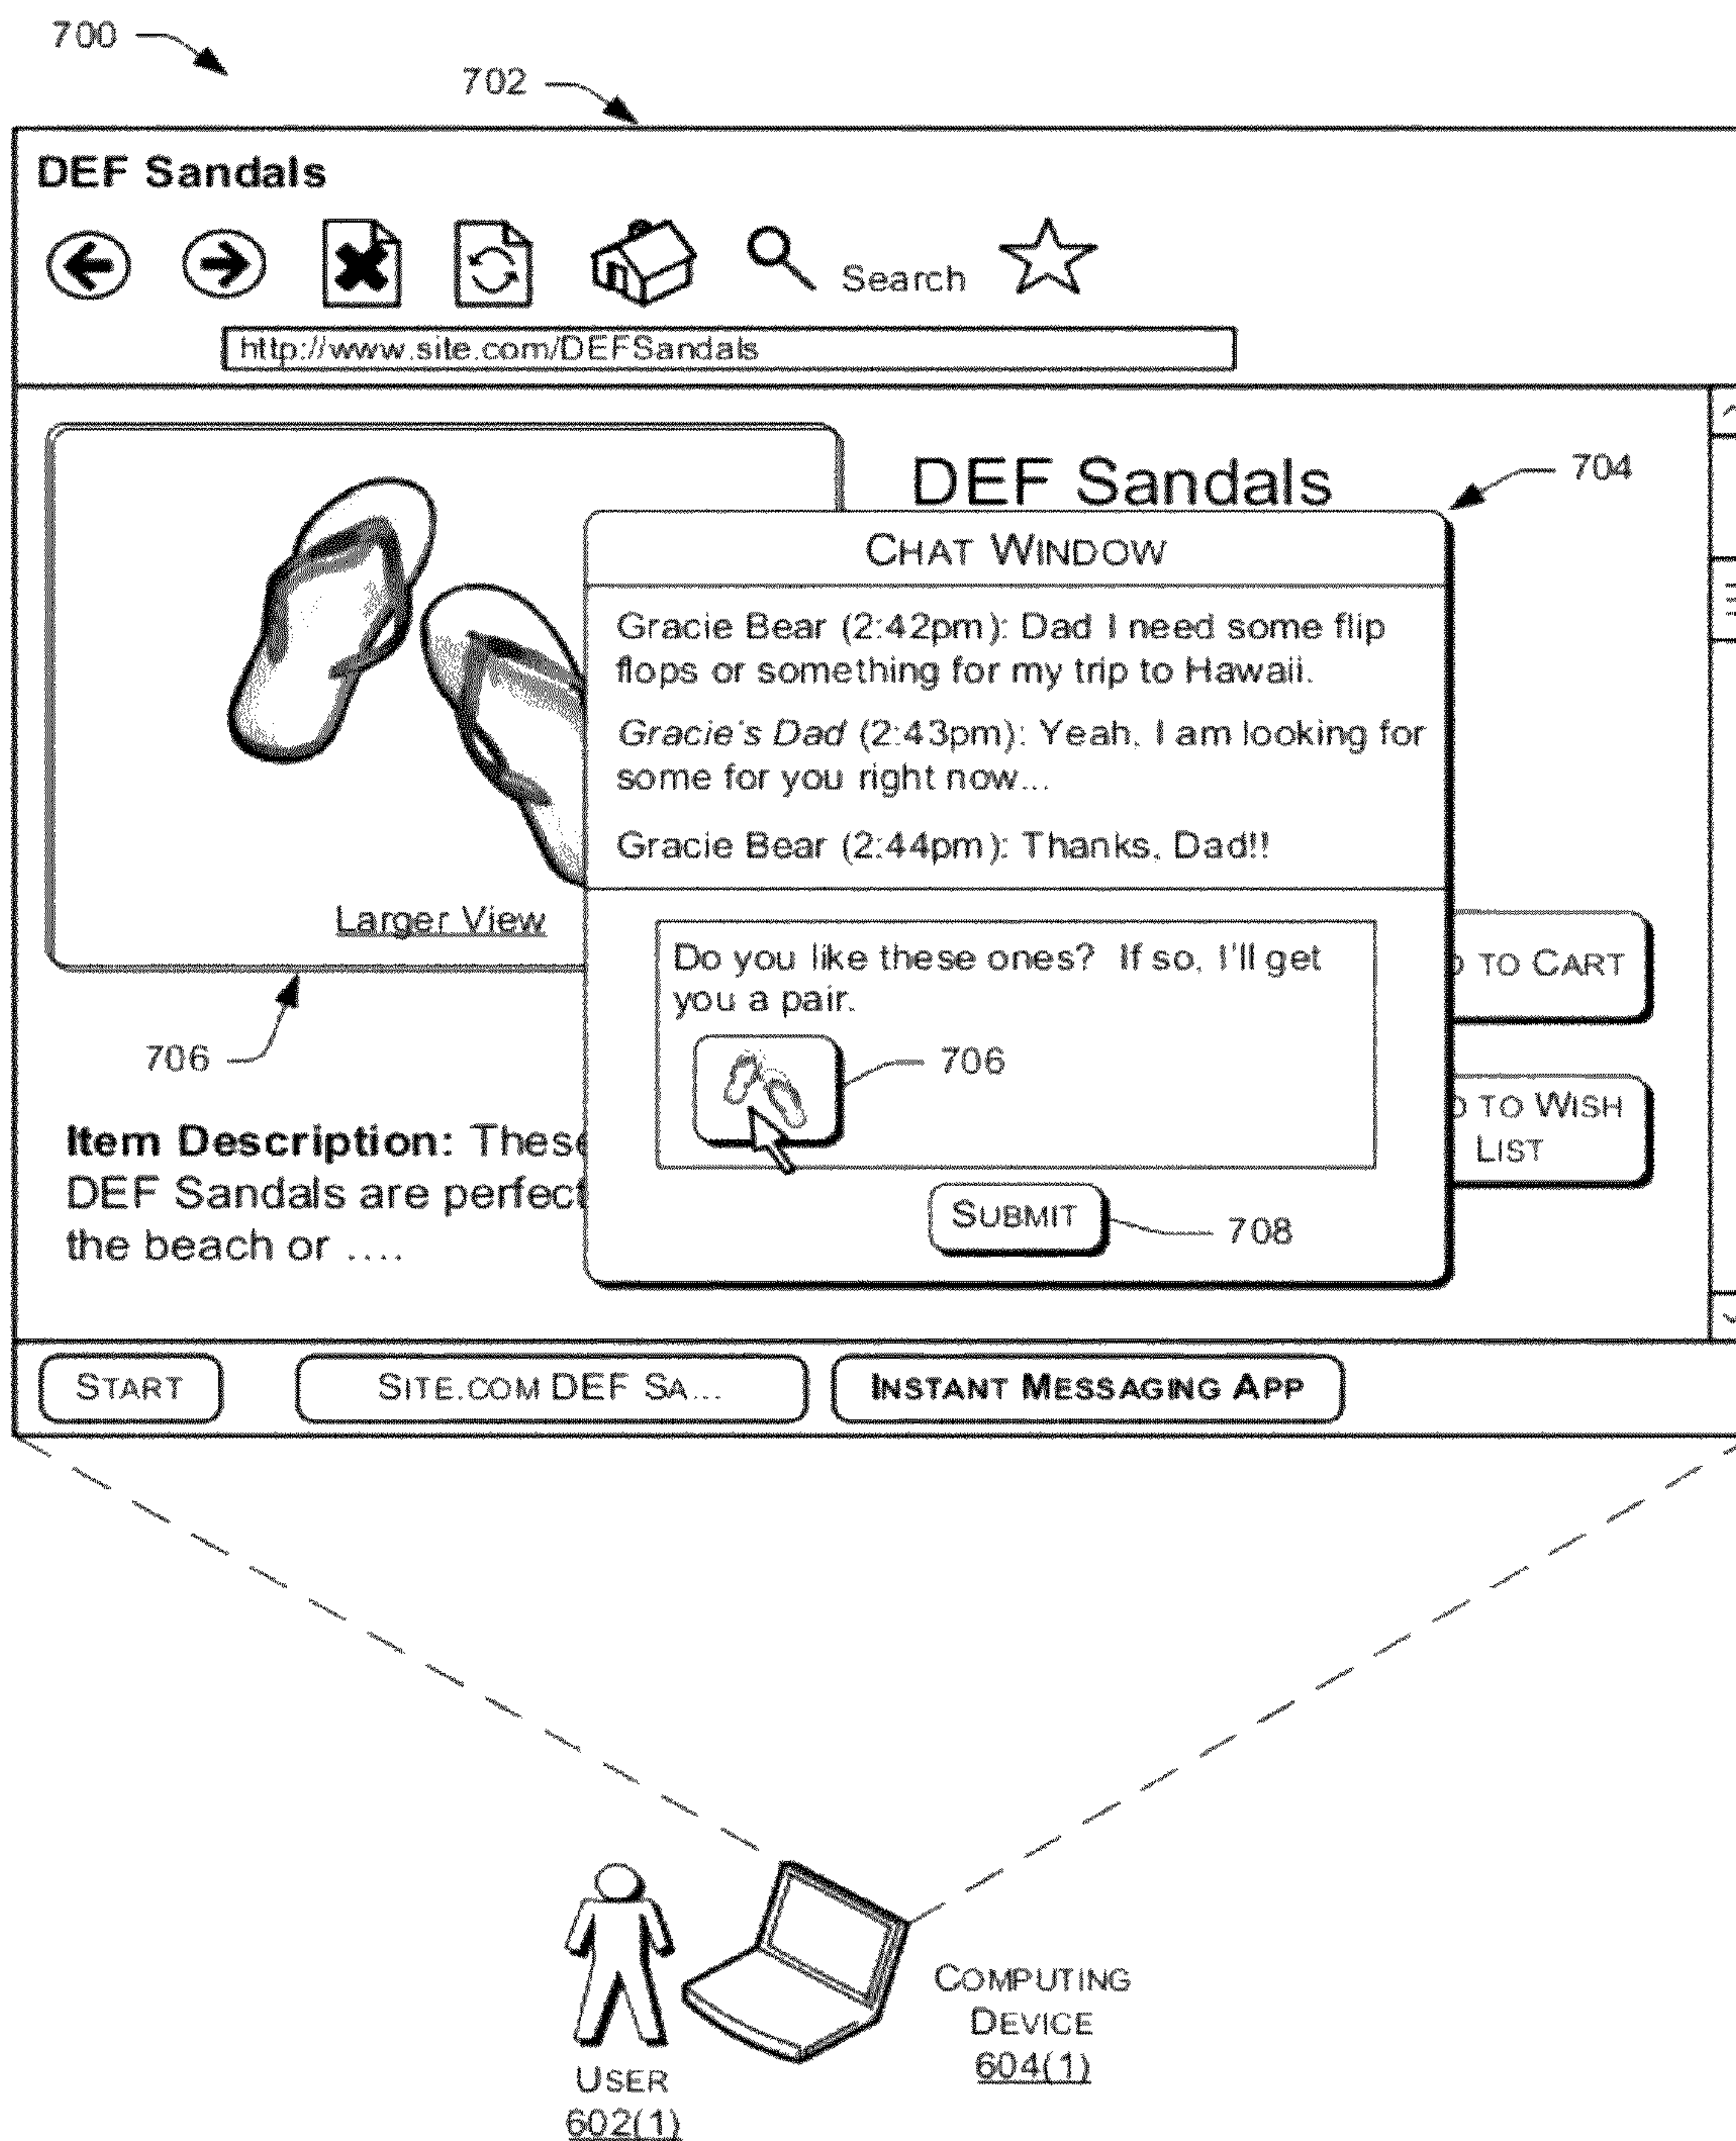 700
702
DEF Sandals
Search
http://www.site.com/DEFSandals
DEF Sandals
704
CHAT WINDOW
Gracie Bear (2:42pm): Dad I need some flip
flops or something for my trip to Hawaii.
Gracie's Dad (2:43pm): Yeah, I am looking for
some for you right now...
Gracie Bear (2:44pm): Thanks, Dad!!
Larger View
Do you like these ones? If so, I'll get
you a pair.
TO CART
706
706
Item Description: These
DEF Sandals are perfect
the beach or ....
TO WISH
LIST
SUBMIT
708
START
SITE.COM DEF SA...
INSTANT MESSAGING APP
COMPUTING
DEVICE
604(1)
USER
602(1)